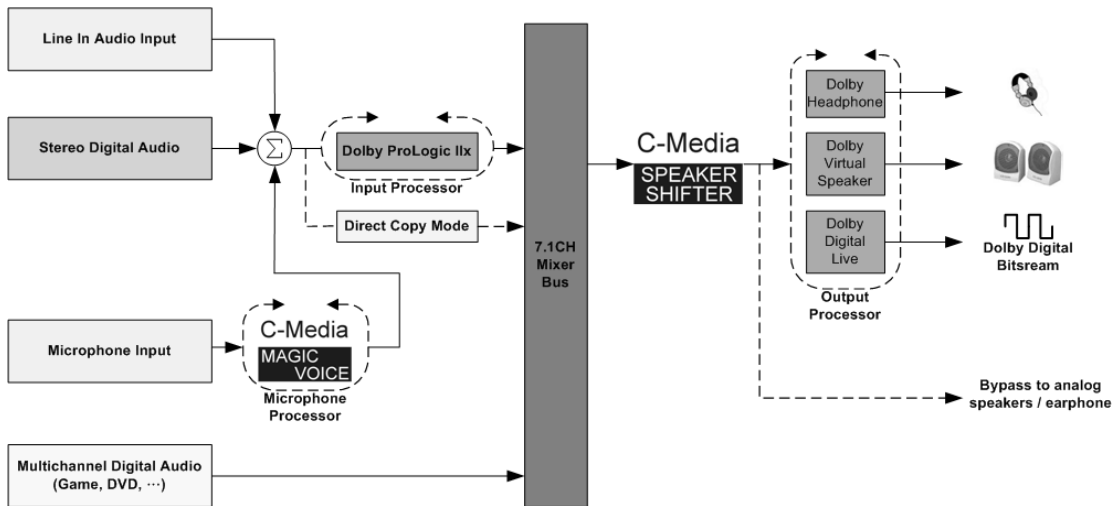 Line In Audio Input
Stereo Digital Audio
Σ
Dolby ProLogic IIx
Input Processor
Direct Copy Mode
Microphone Input
C-Media
MAGIC
VOICE
Microphone
Processor
Multichannel Digital Audio
(Game, DVD, ···)
7.1CH
Mixer
Bus
C-Media
SPEAKER
SHIFTER
Dolby
Headphone
Dolby
Virtual
Speaker
Dolby
Digital
Live
Output
Processor
Dolby Digital
Bitsream
Bypass to analog
speakers / earphone